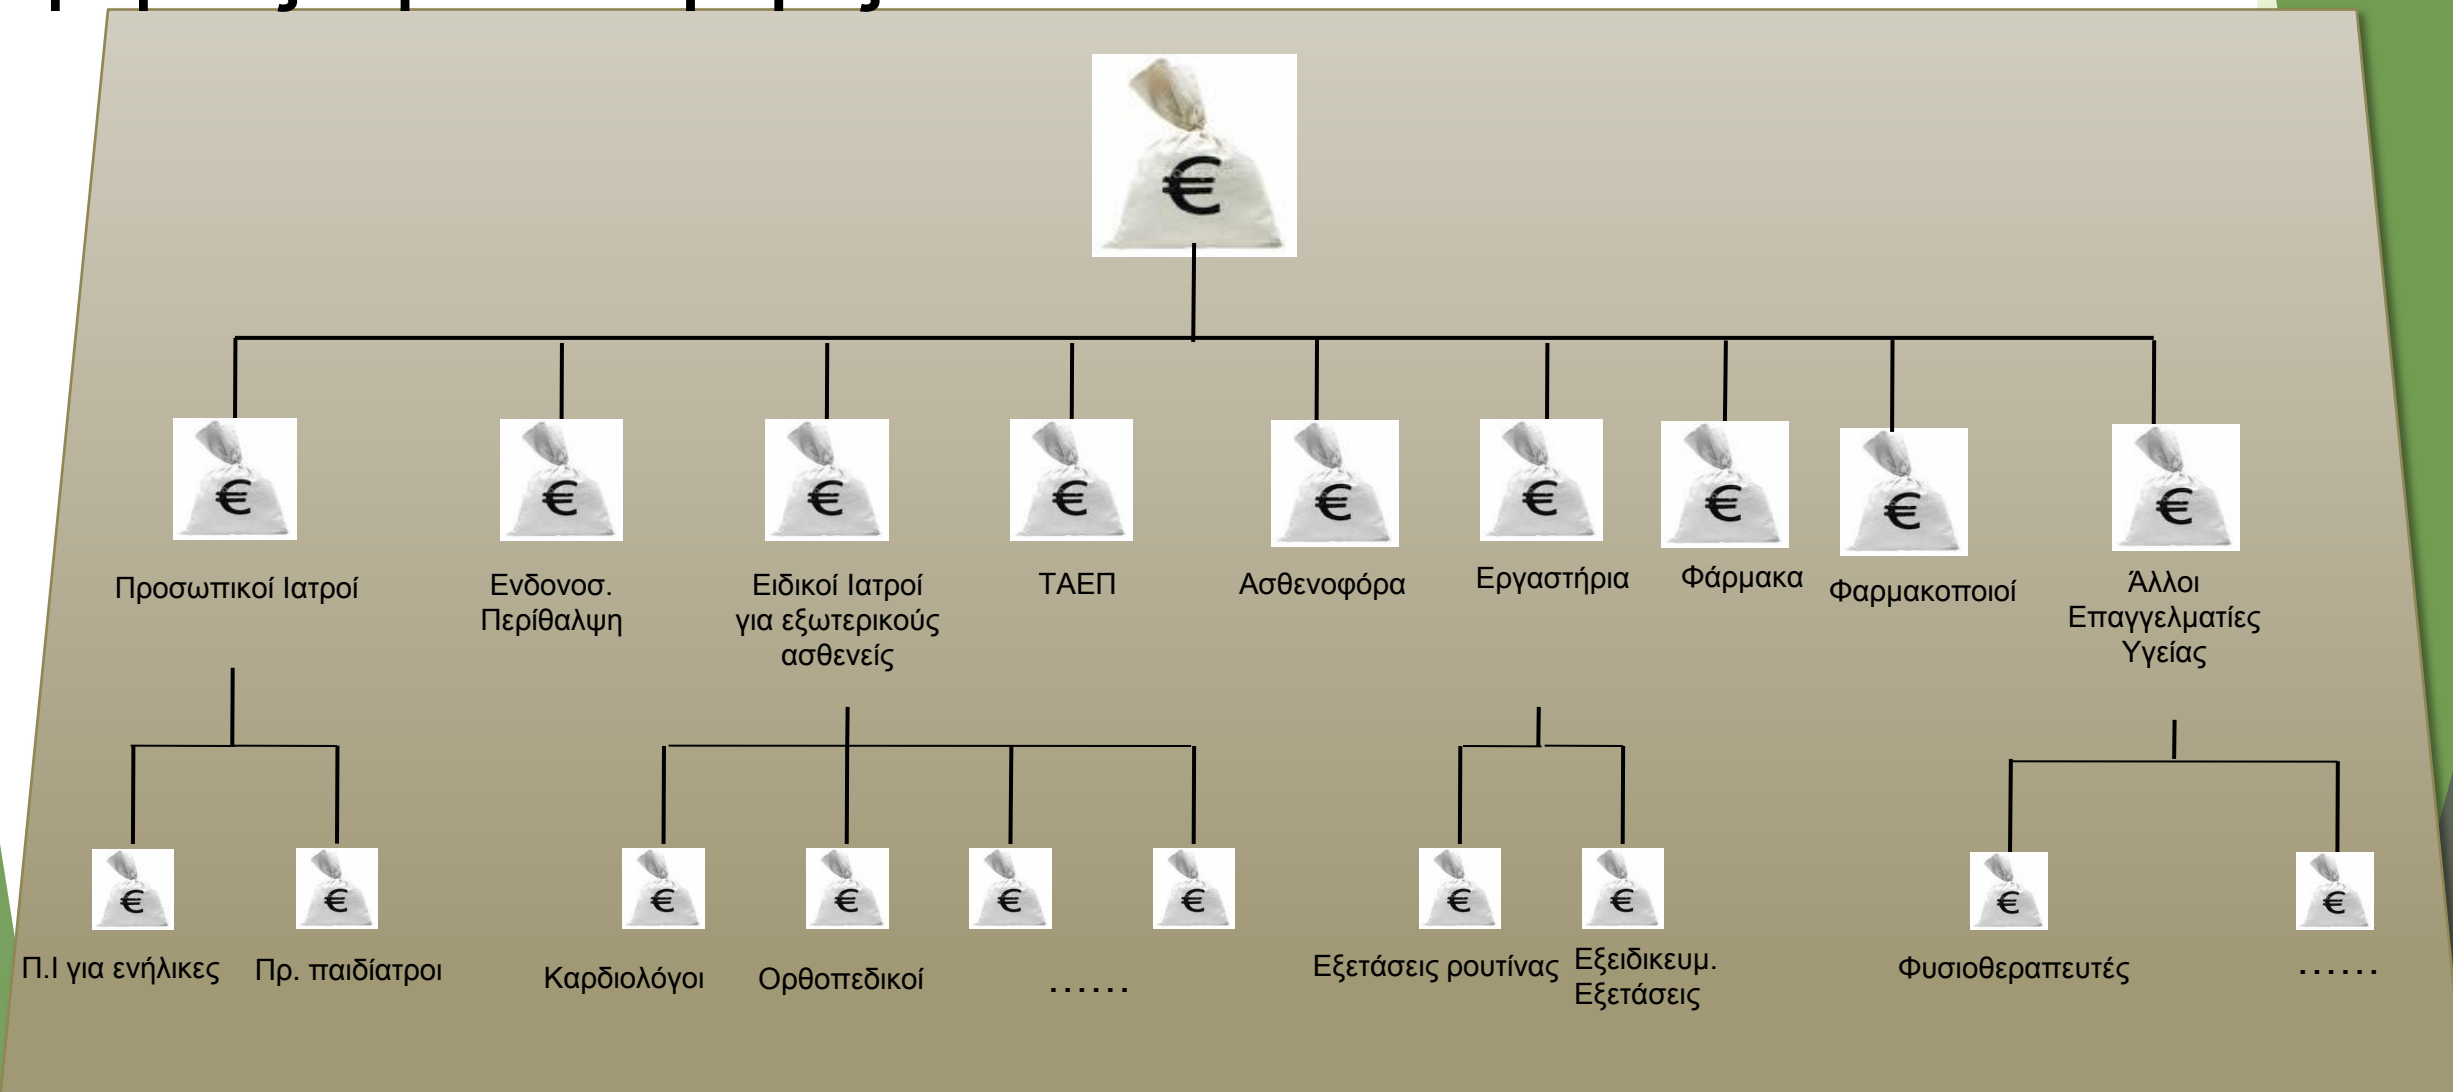 €
€
€
€
€
€
€
€
€
€
Προσωπικοί Ιατροί
Ενδονοσ.
Περίθαλψη
Ειδικοί Ιατροί
για εξωτερικούς
ασθενείς
ΤΑΕΠ
Ασθενοφόρα
Εργαστήρια
Φάρμακα
Φαρμακοποιοί
Άλλοι
Επαγγελματίες
Υγείας
€
€
€
€
€
€
€
€
€
€
Π.Ι για ενήλικες
Πρ. παιδίατροι
Καρδιολόγοι
Ορθοπεδικοί
......
Εξετάσεις ρουτίνας
Εξειδικευμ.
Εξετάσεις
Φυσιοθεραπευτές
......